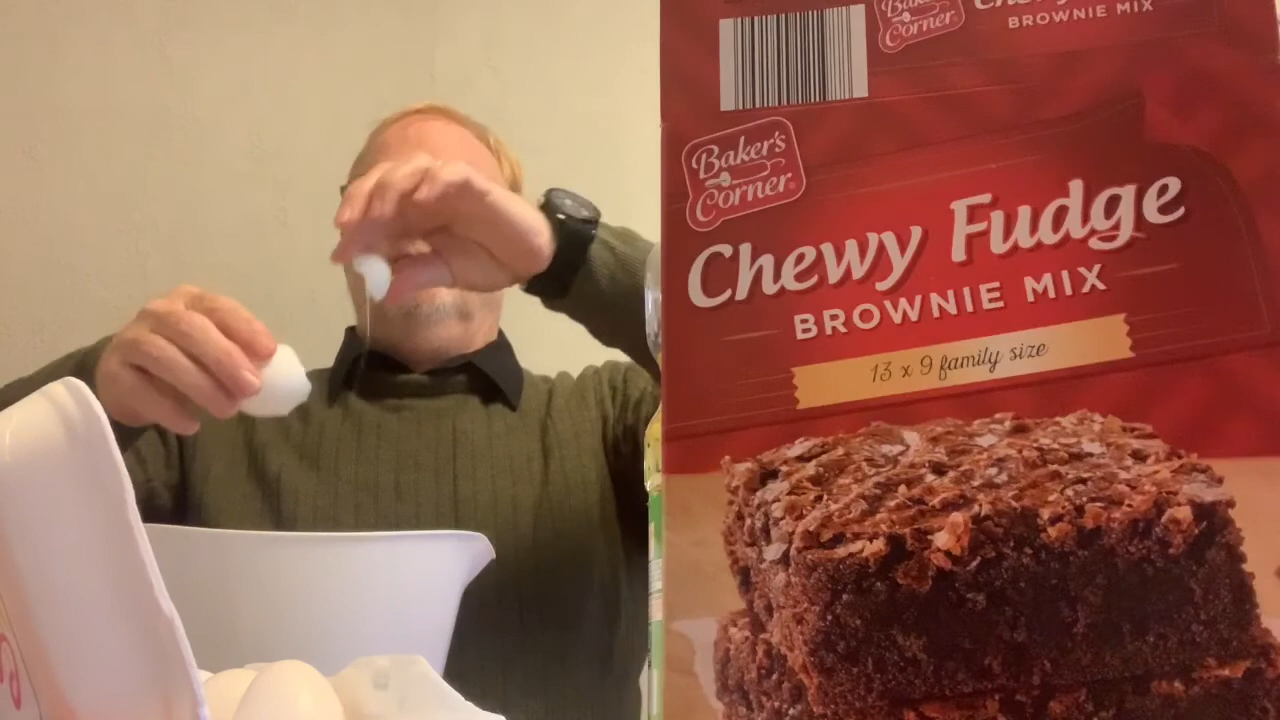 Baker's
Corner
BROWNIE MIX
Baker's
Corner®
Chewy Fudge
BROWNIE MIX
13 x 9 family size